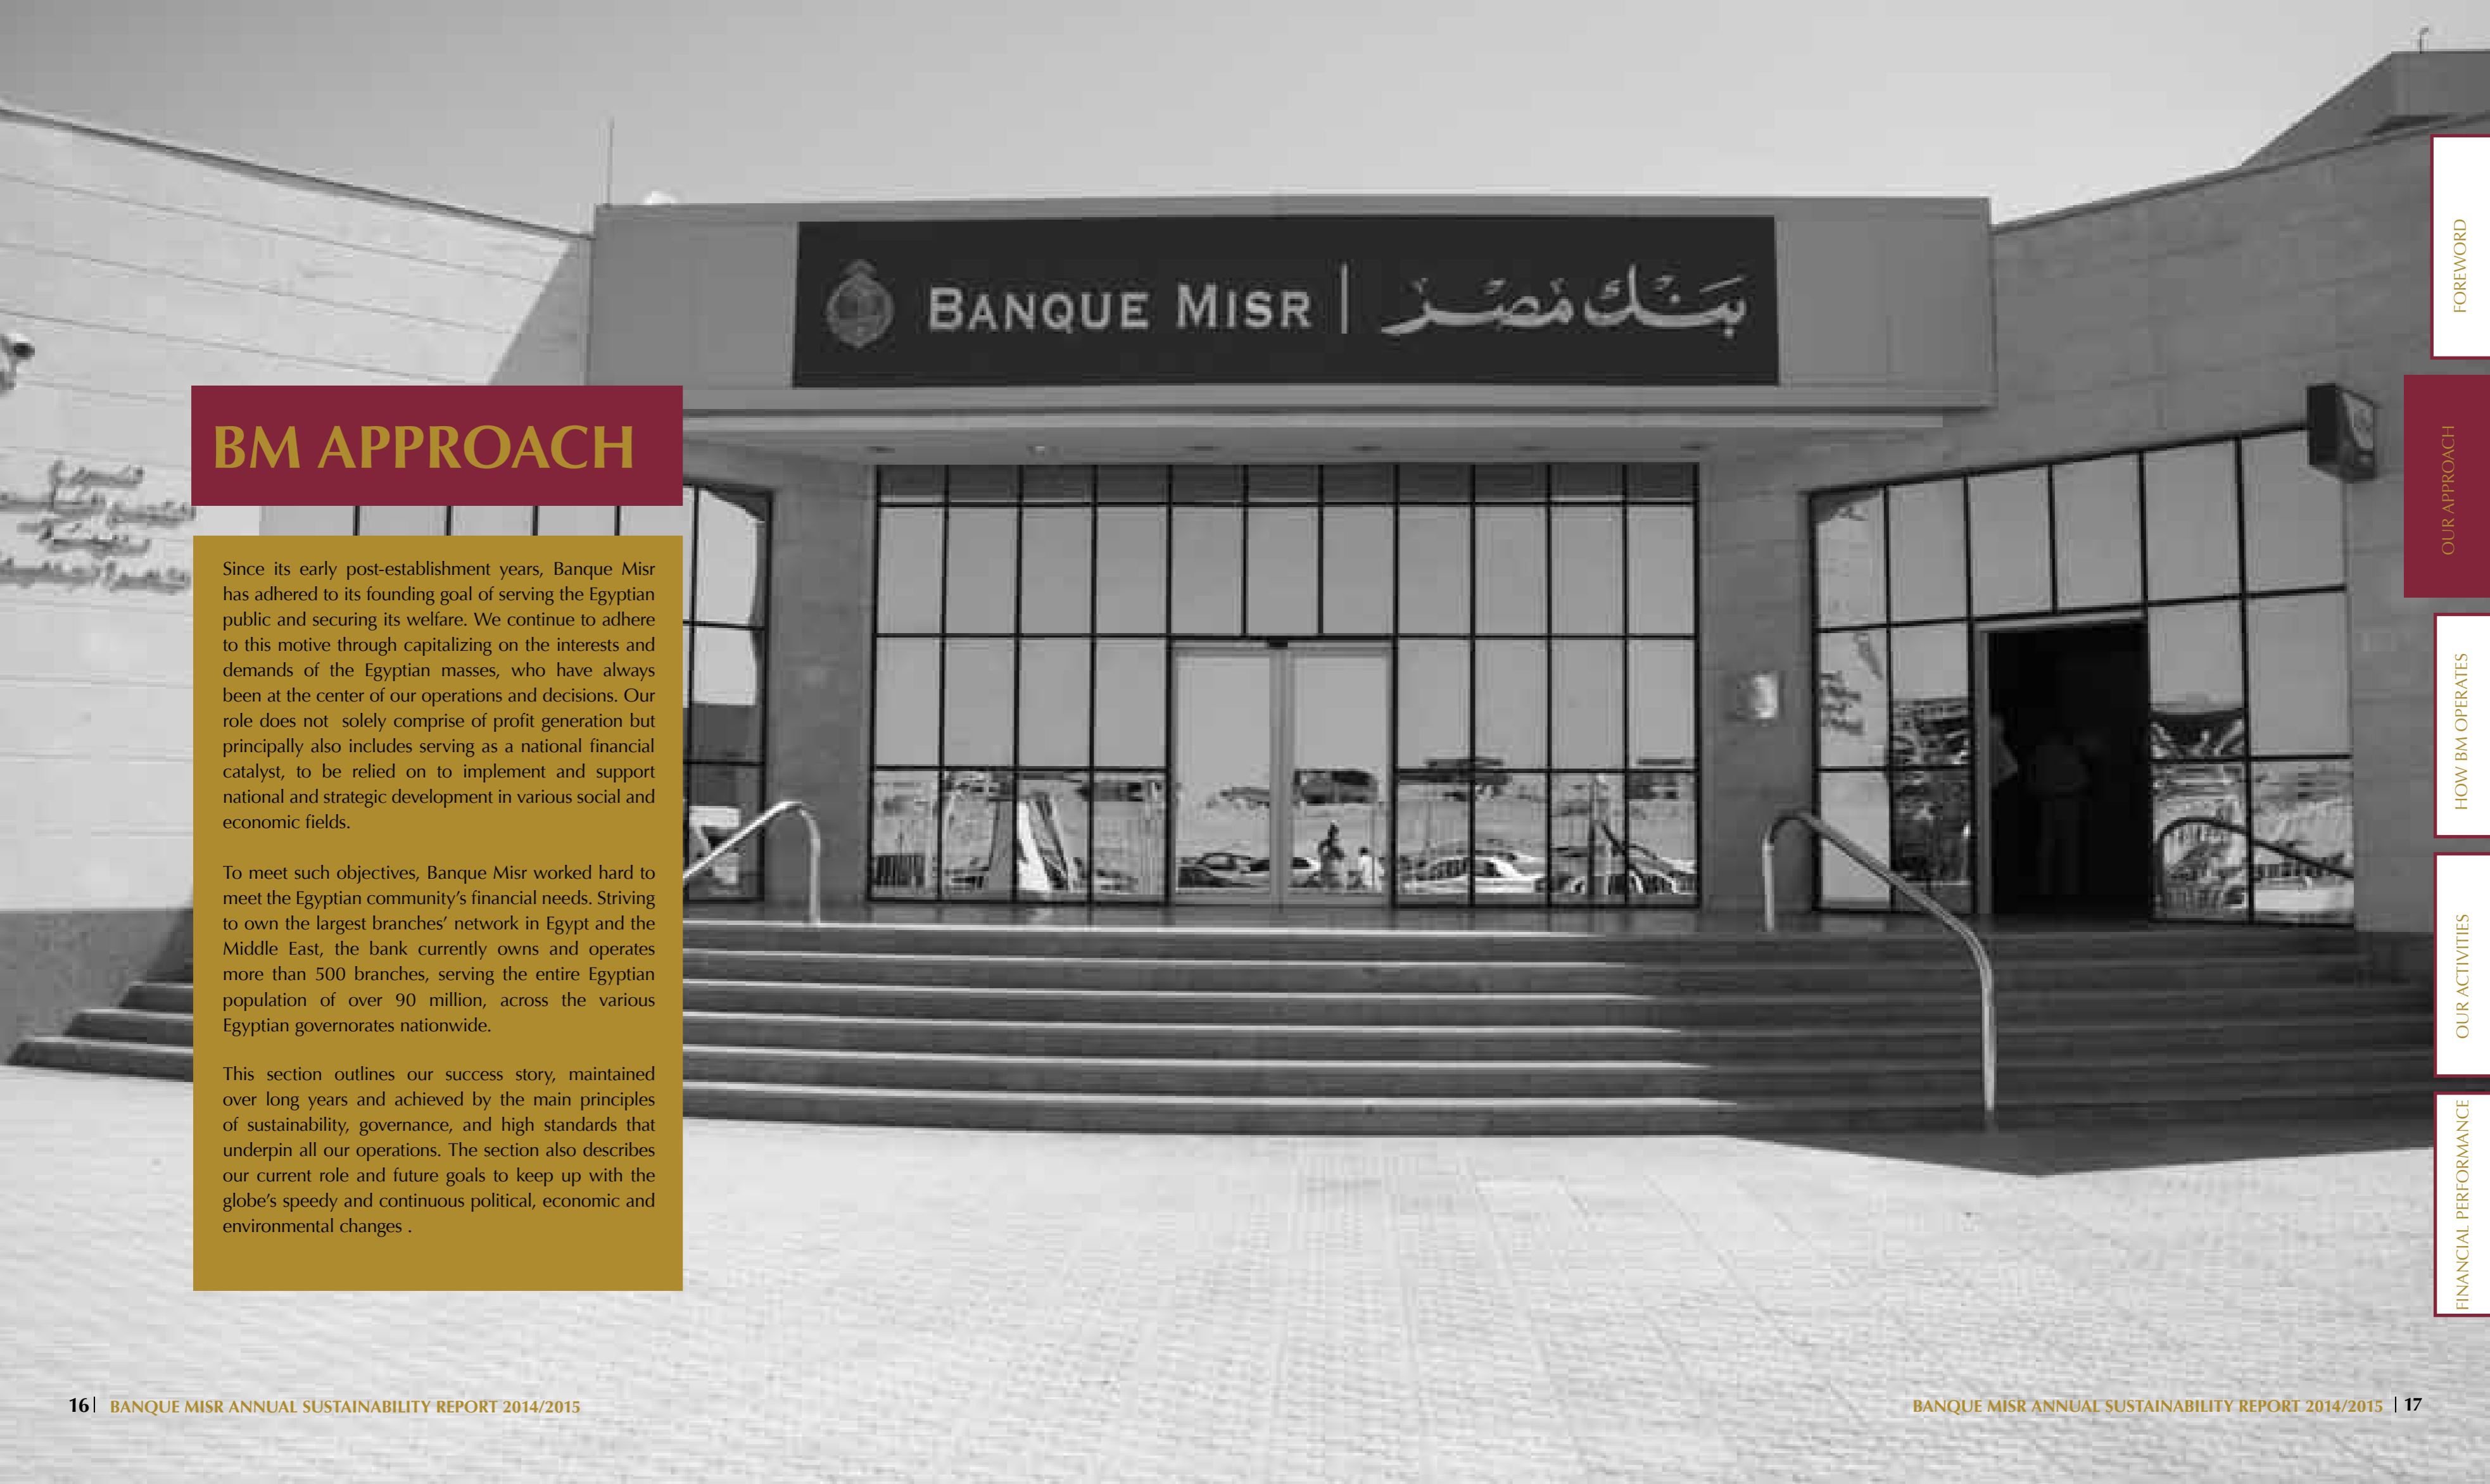 BANQUE MISR | بنك مصر
BM APPROACH
Since its early post-establishment years, Banque Misr
has adhered to its founding goal of serving the Egyptian
public and securing its welfare. We continue to adhere
to this motive through capitalizing on the interests and
demands of the Egyptian masses, who have always
been at the center of our operations and decisions. Our
role does not solely comprise of profit generation but
principally also includes serving as a national financial
catalyst, to be relied on to implement and support
national and strategic development in various social and
economic fields.
To meet such objectives, Banque Misr worked hard to
meet the Egyptian community’s financial needs. Striving
to own the largest branches’ network in Egypt and the
Middle East, the bank currently owns and operates
more than 500 branches, serving the entire Egyptian
population of over 90 million, across the various
Egyptian governorates nationwide.
This section outlines our success story, maintained
over long years and achieved by the main principles
of sustainability, governance, and high standards that
underpin all our operations. The section also describes
our current role and future goals to keep up with the
globe’s speedy and continuous political, economic and
environmental changes .
FOREWORD
OUR APPROACH
HOW BM OPERATES
OUR ACTIVITIES
FINANCIAL PERFORMANCE
16| BANQUE MISR ANNUAL SUSTAINABILITY REPORT 2014/2015
BANQUE MISR ANNUAL SUSTAINABILITY REPORT 2014/2015 | 17